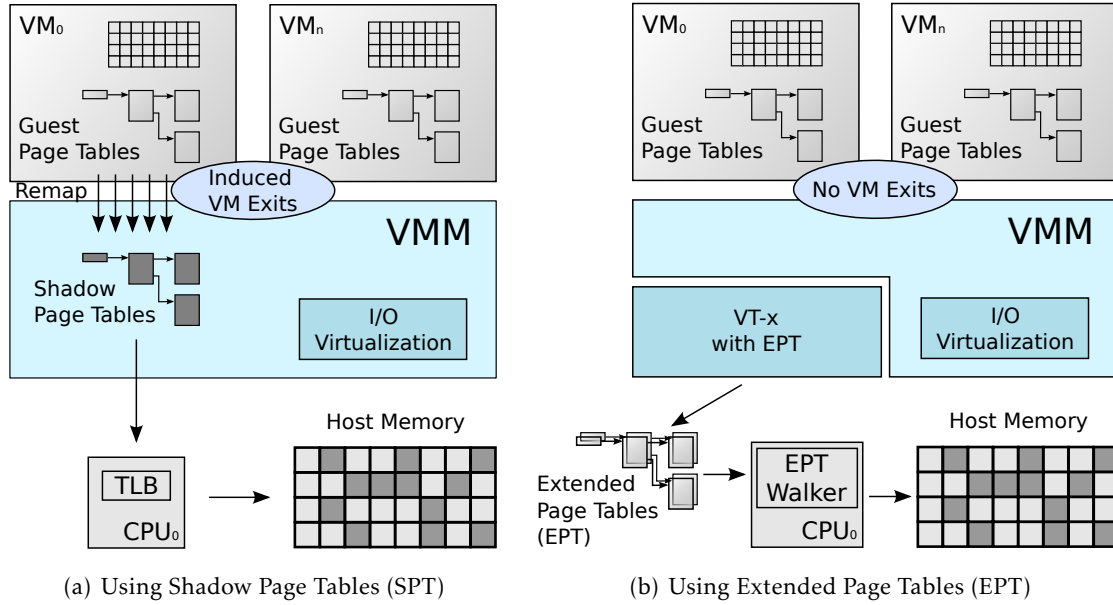 VM₀
Guest
Page Tables
VMₙ
Guest
Page Tables
Induced
VM Exits
Remap
VMM
Shadow
Page Tables
I/O
Virtualization
Host Memory
TLB
CPU₀
(a) Using Shadow Page Tables (SPT)
VM₀
Guest
Page Tables
VMₙ
Guest
Page Tables
No VM Exits
VMM
VT-x
with EPT
I/O
Virtualization
Host Memory
Extended
Page Tables
(EPT)
EPT
Walker
CPU₀
(b) Using Extended Page Tables (EPT)